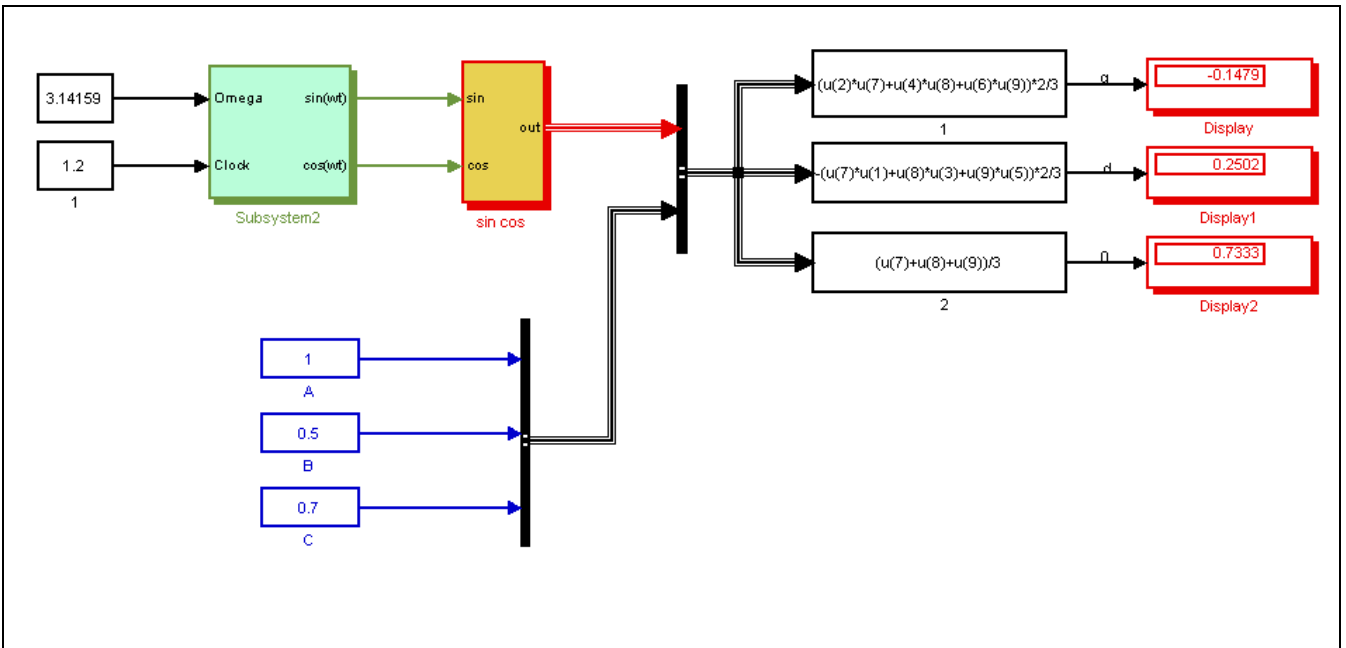 3.14159
1.2
1
Omega
sin(wt)
Clock
cos(wt)
Subsystem2
sin
out
cos
sin cos
(u(2)*u(7)+u(4)*u(8)+u(6)*u(9))*2/3
1
-(u(7)*u(1)+u(8)*u(3)+u(9)*u(5))*2/3
(u(7)+u(8)+u(9))/3
2
q
d
0
-0.1479
Display
0.2502
Display1
0.7333
Display2
1
A
0.5
B
0.7
C